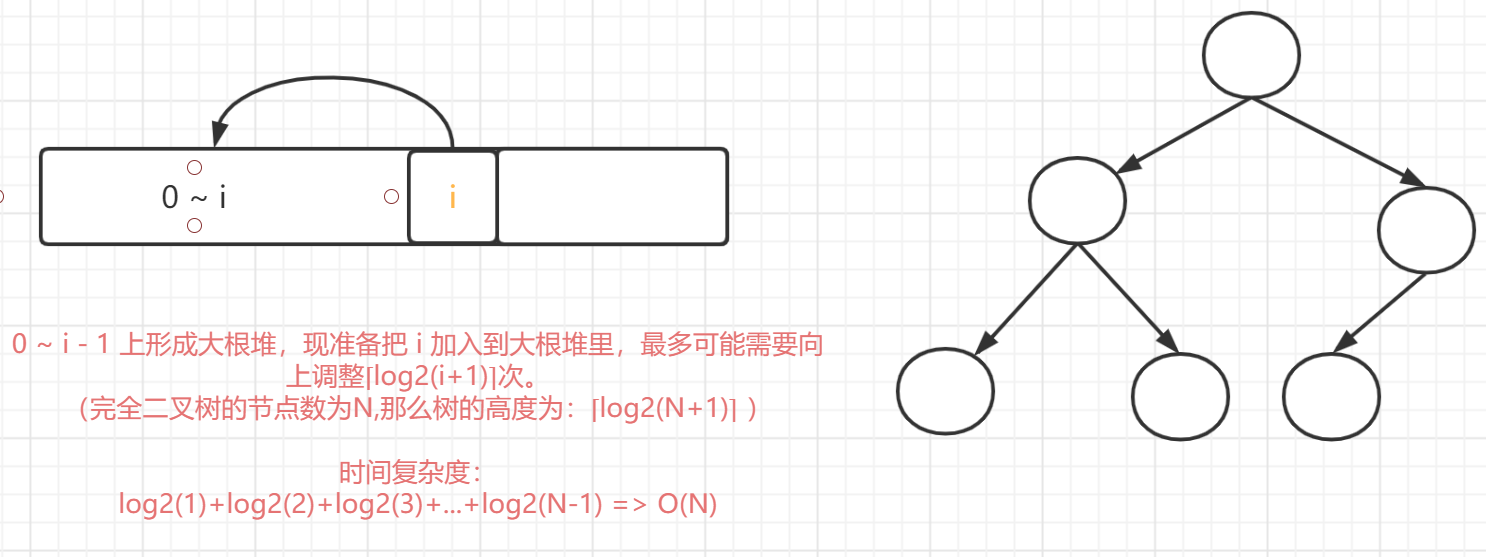 0 ~ i
i
0 ~ i - 1 上形成大根堆，现准备把 i 加入到大根堆里，最多可能需要向
上调整⌈log2(i+1)⌉次。
（完全二叉树的节点数为N,那么树的高度为：⌈log2(N+1)⌉ ）
时间复杂度：
log2(1)+log2(2)+log2(3)+...+log2(N-1) => O(N)